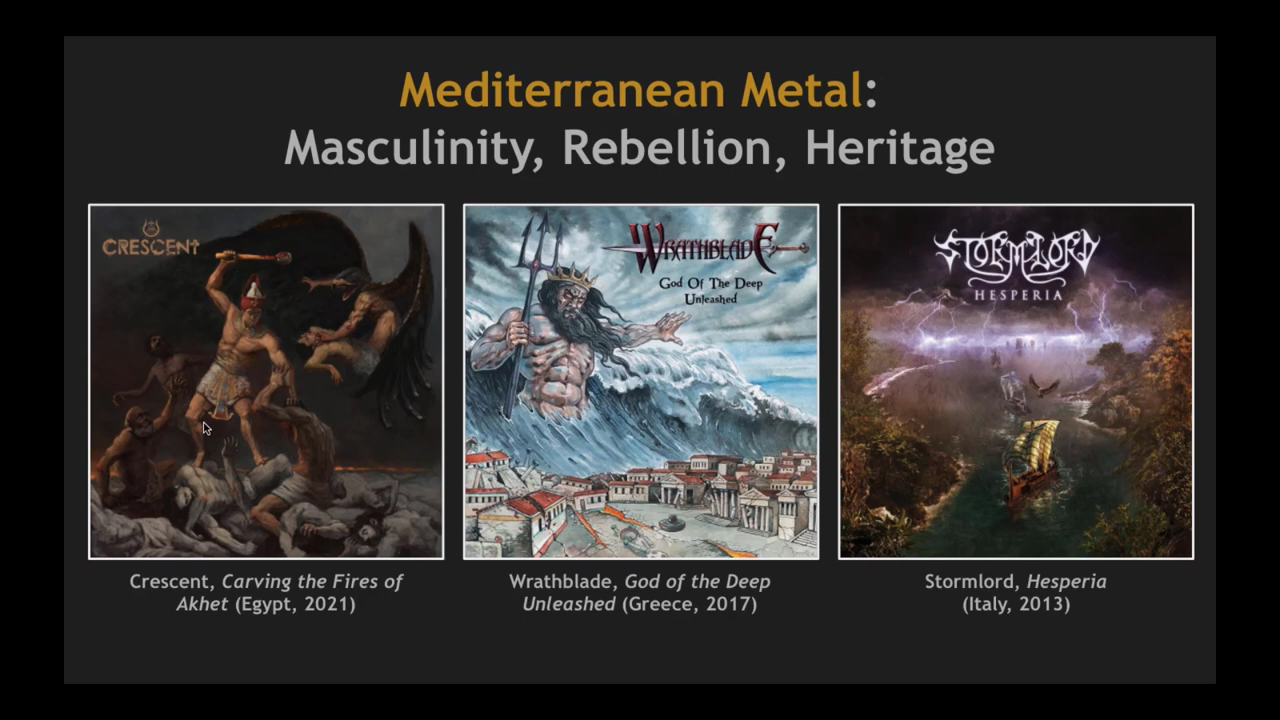 Mediterranean Metal:
Masculinity, Rebellion, Heritage
CRESCENT
WRATHBLADE
God Of The Deep
Unleashed
STORMLORD
HESPERIA
Crescent, Carving the Fires of
Akhet (Egypt, 2021)
Wrathblade, God of the Deep
Unleashed (Greece, 2017)
Stormlord, Hesperia
(Italy, 2013)